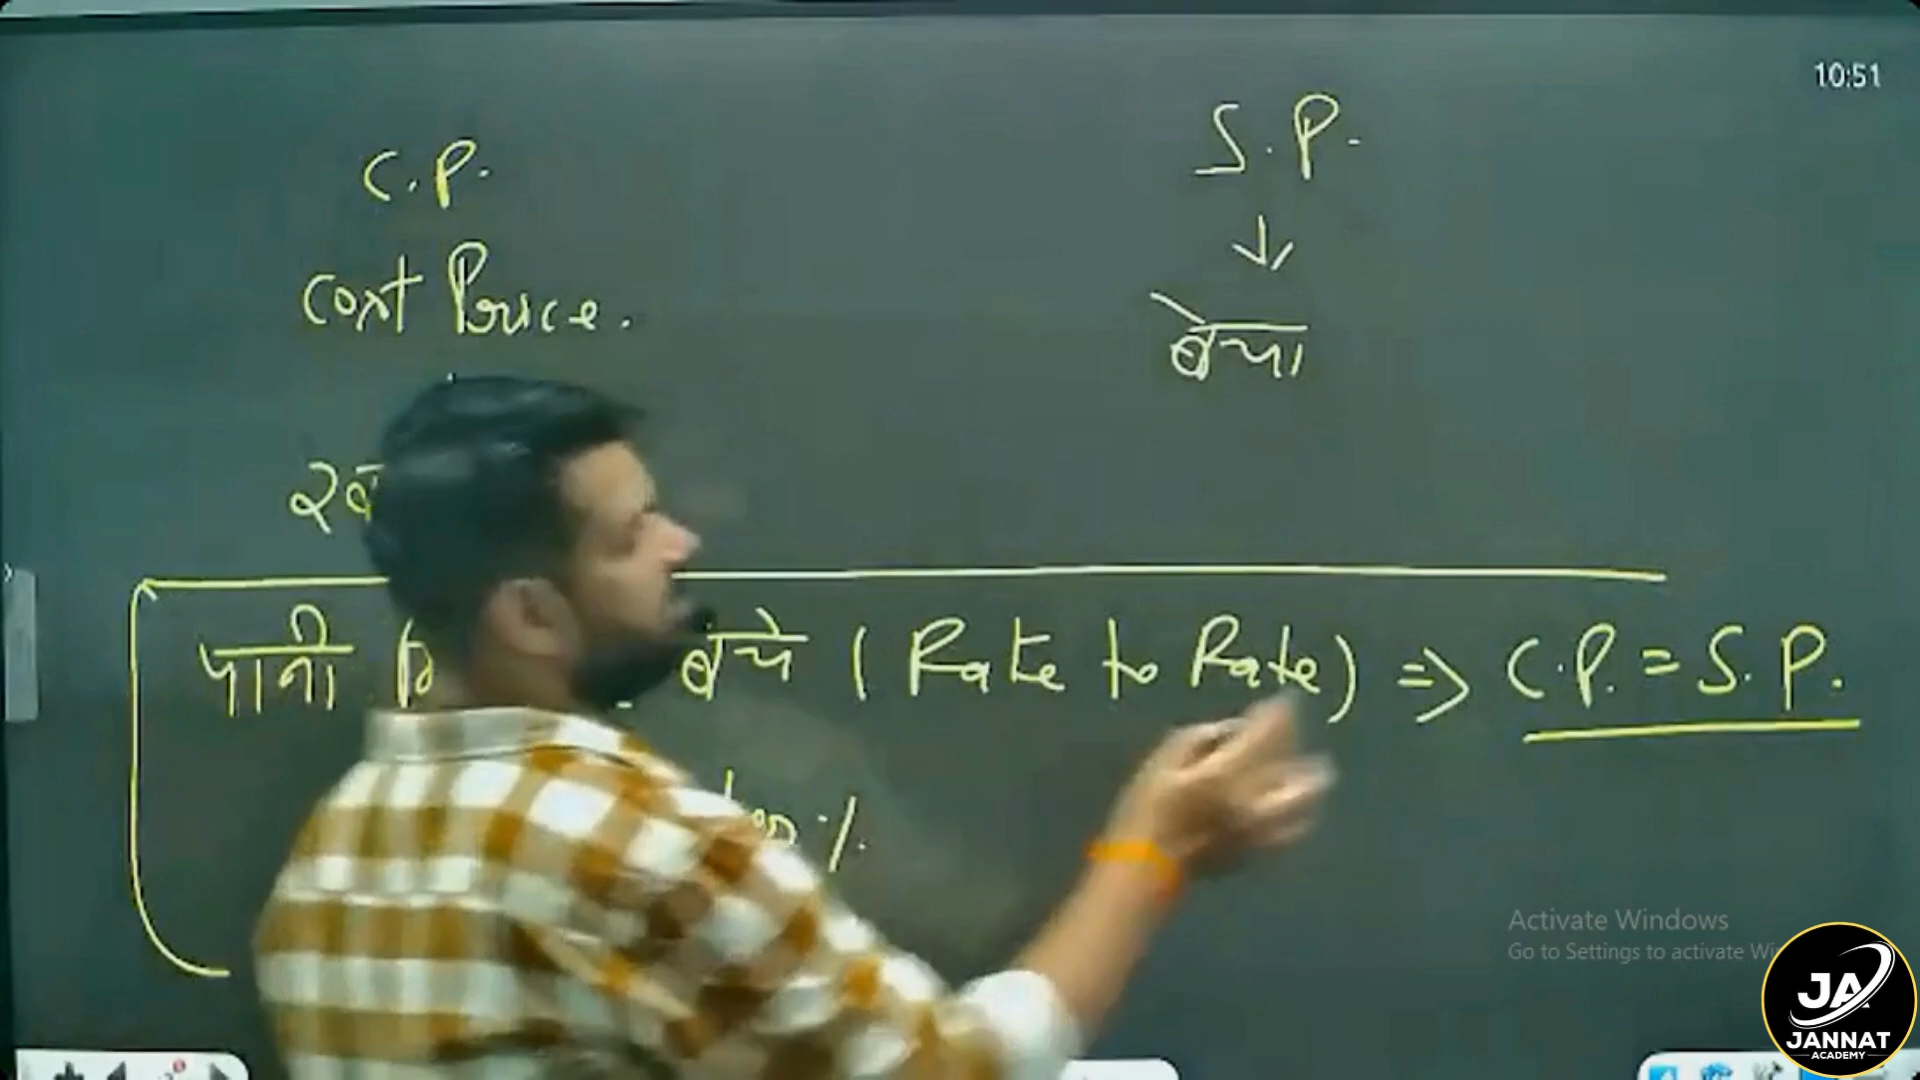 10:51
C.P.
S.P.
Cost Price.
बेचा
पानी
बेचे (Rate to Rate) => C.P. = S.P.
%
Activate Windows
Go to Settings to activate
JA
JANNAT
ACADEMY